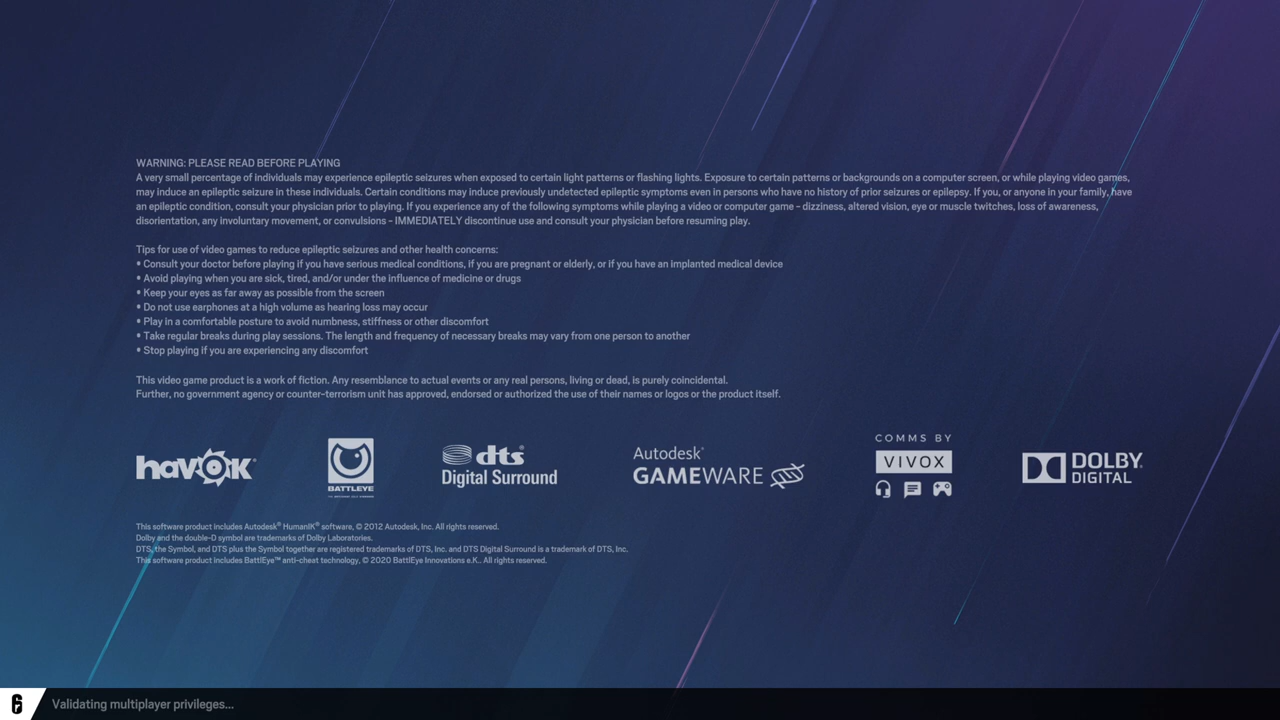 WARNING: PLEASE READ BEFORE PLAYING
A very small percentage of individuals may experience epileptic seizures when exposed to certain light patterns or flashing lights. Exposure to certain patterns or backgrounds on a computer screen, or while playing video games,
may induce an epileptic seizure in these individuals. Certain conditions may induce previously undetected epileptic symptoms even in persons who have no history of prior seizures or epilepsy. If you, or anyone in your family, have
an epileptic condition, consult your physician prior to playing. If you experience any of the following symptoms while playing a video or computer game - dizziness, altered vision, eye or muscle twitches, loss of awareness,
disorientation, any involuntary movement, or convulsions - IMMEDIATELY discontinue use and consult your physician before resuming play.
Tips for use of video games to reduce epileptic seizures and other health concerns:
• Consult your doctor before playing if you have serious medical conditions, if you are pregnant or elderly, or if you have an implanted medical device
• Avoid playing when you are sick, tired, and/or under the influence of medicine or drugs
• Keep your eyes as far away as possible from the screen
• Do not use earphones at a high volume as hearing loss may occur
• Play in a comfortable posture to avoid numbness, stiffness or other discomfort
• Take regular breaks during play sessions. The length and frequency of necessary breaks may vary from one person to another
• Stop playing if you are experiencing any discomfort
This video game product is a work of fiction. Any resemblance to actual events or any real persons, living or dead, is purely coincidental.
Further, no government agency or counter-terrorism unit has approved, endorsed or authorized the use of their names or logos or the product itself.
havok®
BATTLEYE
dts®
Digital Surround
Autodesk®
GAMEWARE
COMMS BY
VIVOX
DOLBY®
DIGITAL
This software product includes Autodesk® HumanIK® software, © 2012 Autodesk, Inc. All rights reserved.
Dolby and the double-D symbol are trademarks of Dolby Laboratories.
DTS, the Symbol, and DTS plus the Symbol together are registered trademarks of DTS, Inc. and DTS Digital Surround is a trademark of DTS, Inc.
This software product includes BattlEye™ anti-cheat technology, © 2020 BattlEye Innovations e.K.. All rights reserved.
6
Validating multiplayer privileges...